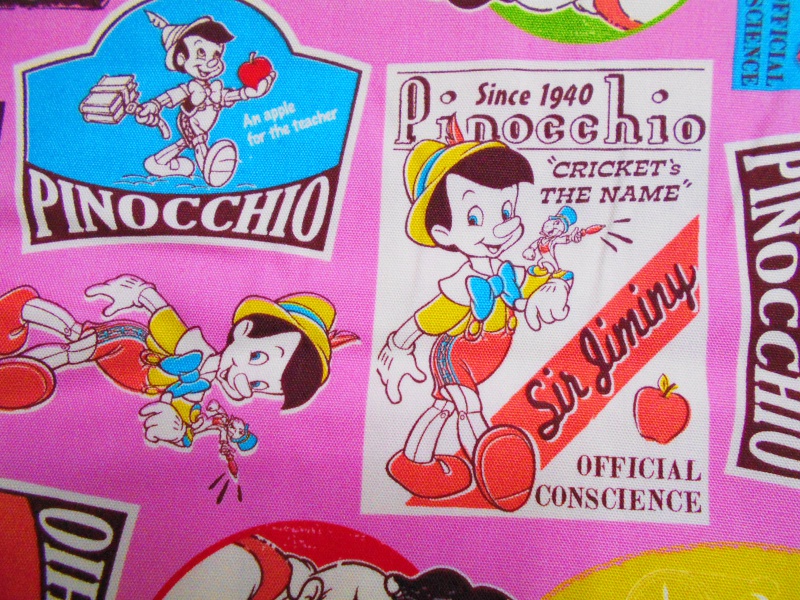 An apple
for the teacher
PINOCCHIO
Since 1940
Pinocchio
"CRICKET's
THE NAME"
Sir Jiminy
OFFICIAL
CONSCIENCE
OFFICIAL
CONSCIENCE
PINOCCHIO
HIO